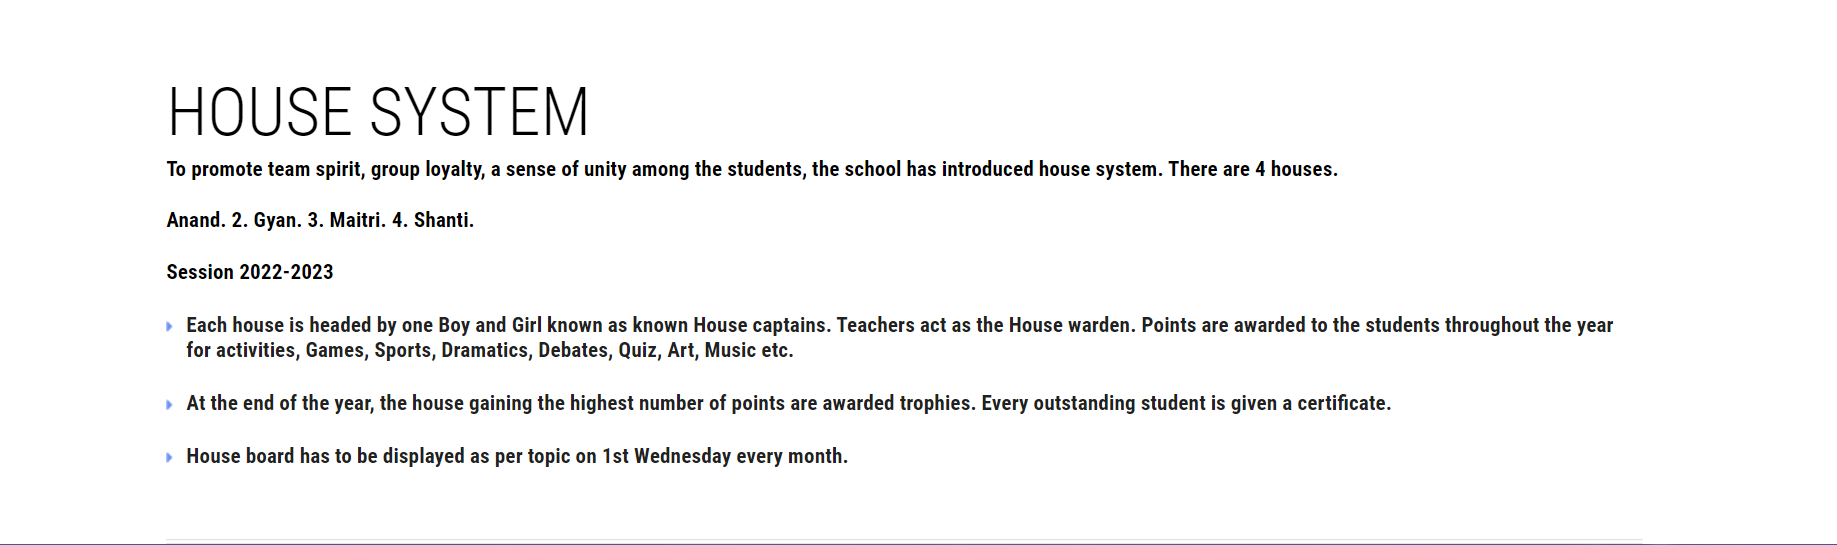 HOUSE SYSTEM
To promote team spirit, group loyalty, a sense of unity among the students, the school has introduced house system. There are 4 houses.
Anand. 2. Gyan. 3. Maitri. 4. Shanti.
Session 2022-2023
Each house is headed by one Boy and Girl known as known House captains. Teachers act as the House warden. Points are awarded to the students throughout the year
for activities, Games, Sports, Dramatics, Debates, Quiz, Art, Music etc.
At the end of the year, the house gaining the highest number of points are awarded trophies. Every outstanding student is given a certificate.
House board has to be displayed as per topic on 1st Wednesday every month.